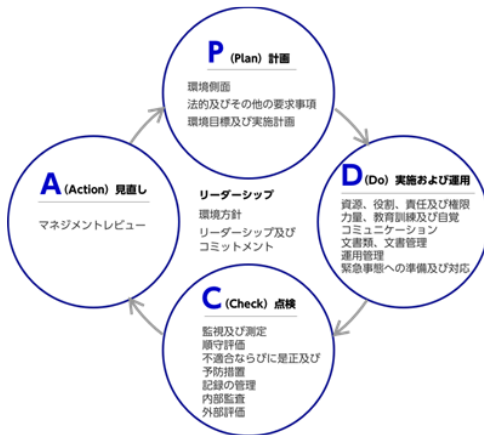 P (Plan) 計画
環境側面
法的及びその他の要求事項
環境目標及び実施計画
D (Do) 実施および運用
資源、役割、責任及び権限
力量、教育訓練及び自覚
コミュニケーション
文書類、文書管理
運用管理
緊急事態への準備及び対応
C (Check) 点検
監視及び測定
順守評価
不適合ならびに是正及び
予防措置
記録の管理
内部監査
外部評価
A (Action) 見直し
マネジメントレビュー
リーダーシップ
環境方針
リーダーシップ及び
コミットメント